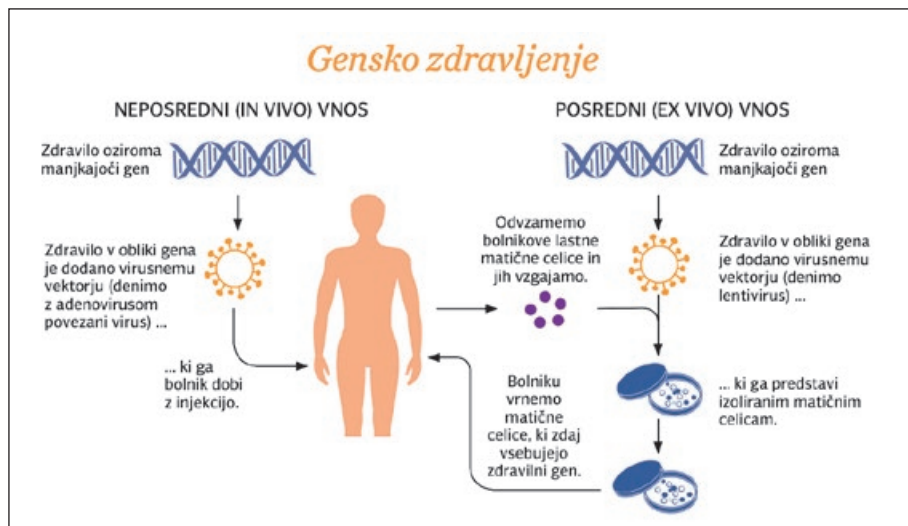 Gensko zdravljenje
NEPOSREDNI (IN VIVO) VNOS
Zdravilo oziroma
manjkajoči gen
Zdravilo v obliki gena
je dodano virusnemu
vektorju (denimo
z adenovirusom
povezani virus) ...
... ki ga
bolnik dobi
z injekcijo.
POSREDNI (EX VIVO) VNOS
Zdravilo oziroma
manjkajoči gen
Odvzamemo
bolnikove lastne
matične celice in
jih vzgajamo.
Zdravilo v obliki gena
je dodano virusnemu
vektorju (denimo
lentivirus) ...
... ki ga predstavi
izoliranim matičnim
celicam.
Bolniku
vrnemo
matične
celice, ki zdaj
vsebujejo
zdravilni gen.